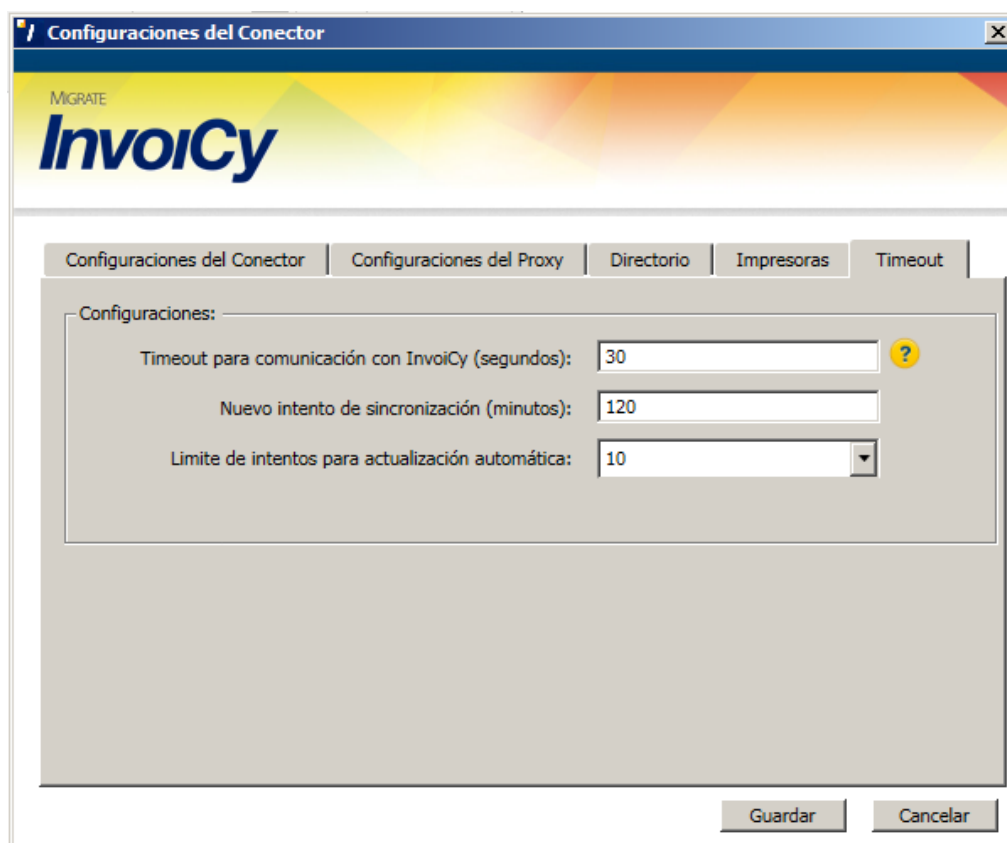 Configuraciones del Conector
MIGRATE
InvoiCy
Configuraciones del Conector Configuraciones del Proxy Directorio Impresoras Timeout
Configuraciones:
Timeout para comunicación con InvoiCy (segundos): 30 ?
Nuevo intento de sincronización (minutos): 120
Limite de intentos para actualización automática: 10
Guardar Cancelar